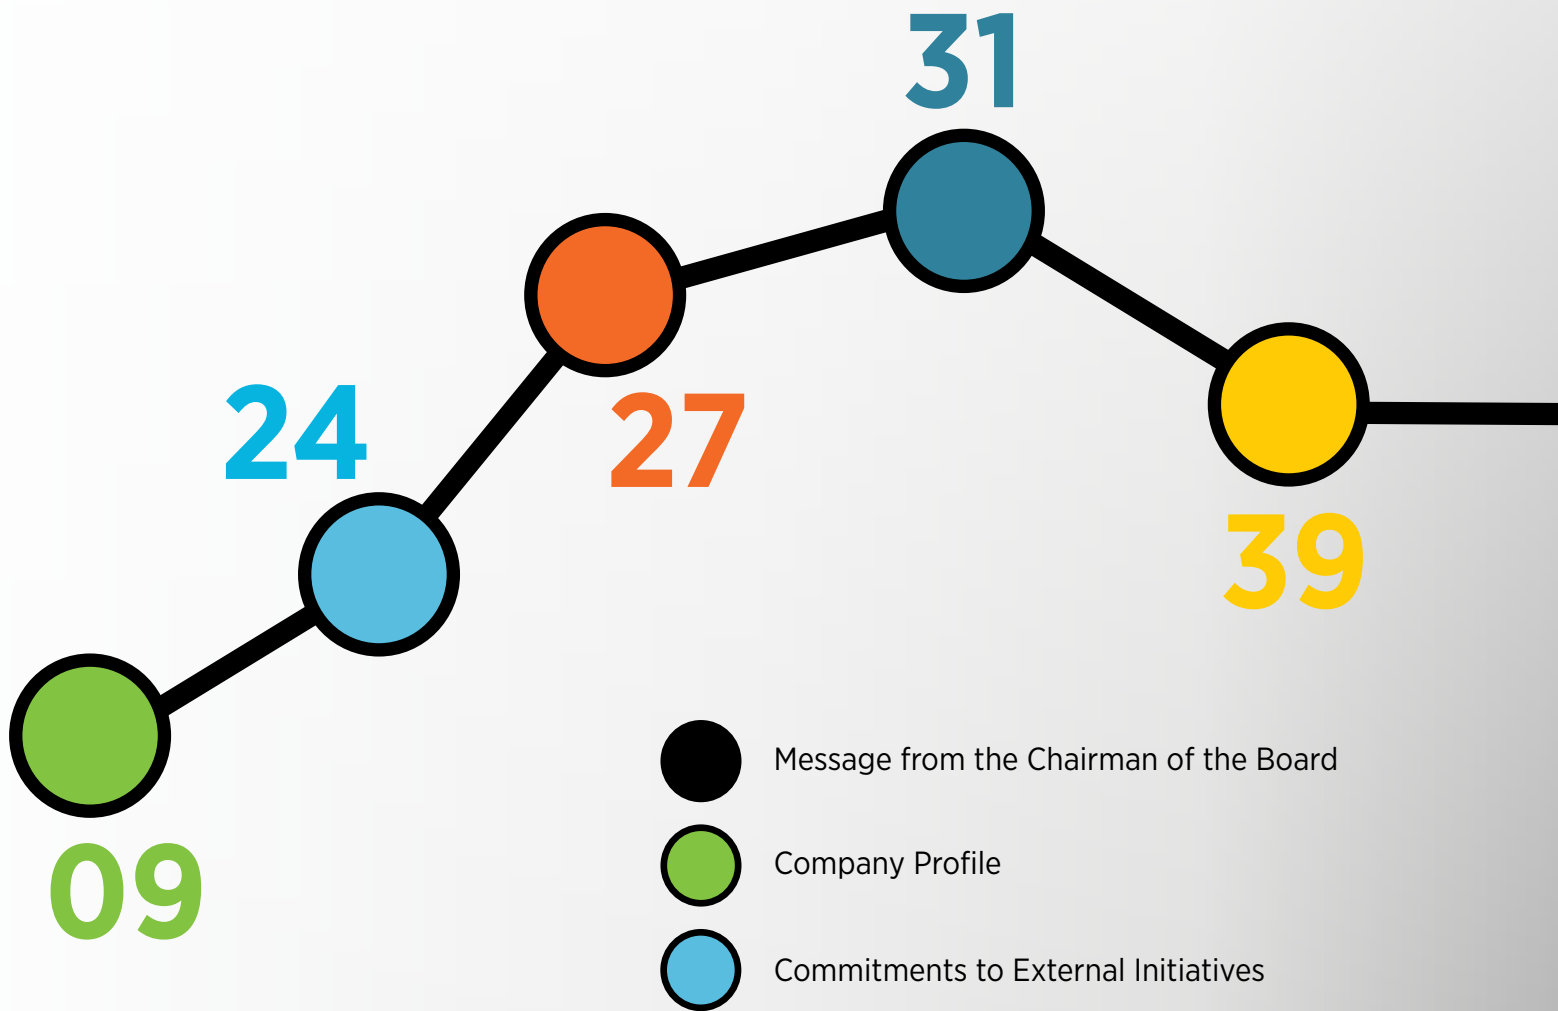 31
24
27
39
09
Message from the Chairman of the Board
Company Profile
Commitments to External Initiatives